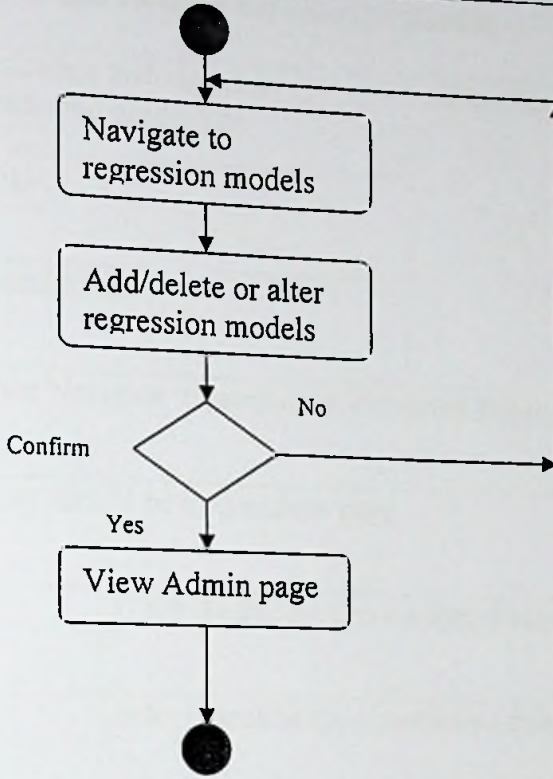 Navigate to
regression models
Add/delete or alter
regression models
No
Confirm
Yes
View Admin page